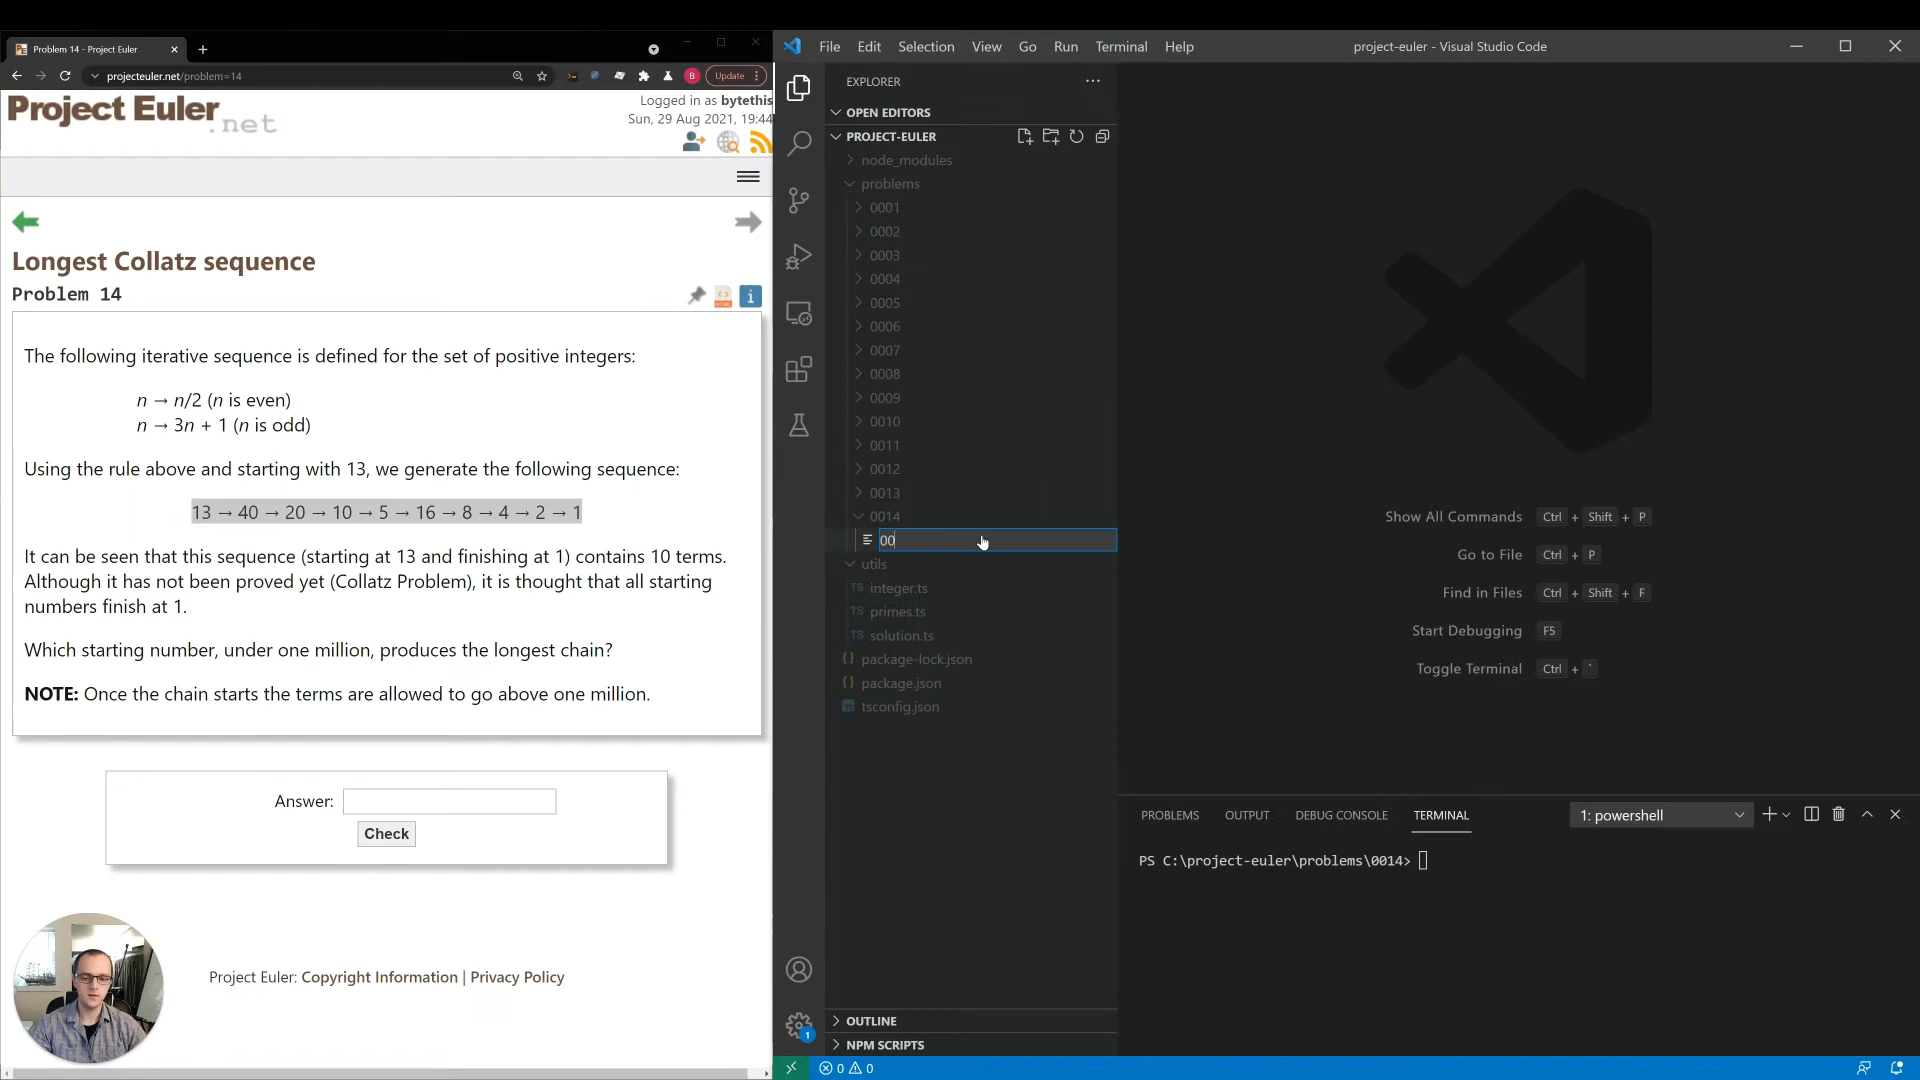 Problem 14 - Project Euler
projecteuler.net/problem=14
B
Update
Project Euler
.net
Logged in as bytethis
Sun, 29 Aug 2021, 19:44
Longest Collatz sequence
Problem 14
The following iterative sequence is defined for the set of positive integers:
n → n/2 (n is even)
n → 3n + 1 (n is odd)
Using the rule above and starting with 13, we generate the following sequence:
13 → 40 → 20 → 10 → 5 → 16 → 8 → 4 → 2 → 1
It can be seen that this sequence (starting at 13 and finishing at 1) contains 10 terms.
Although it has not been proved yet (Collatz Problem), it is thought that all starting
numbers finish at 1.
Which starting number, under one million, produces the longest chain?
NOTE: Once the chain starts the terms are allowed to go above one million.
Answer:
Check
Project Euler: Copyright Information | Privacy Policy
File Edit Selection View Go Run Terminal Help
project-euler - Visual Studio Code
EXPLORER
OPEN EDITORS
PROJECT-EULER
node_modules
problems
0001
0002
0003
0004
0005
0006
0007
0008
0009
0010
0011
0012
0013
0014
00
utils
TS integer.ts
TS primes.ts
TS solution.ts
{} package-lock.json
{} package.json
tsconfig.json
OUTLINE
NPM SCRIPTS
1
Show All Commands Ctrl + Shift + P
Go to File Ctrl + P
Find in Files Ctrl + Shift + F
Start Debugging F5
Toggle Terminal Ctrl + `
PROBLEMS OUTPUT DEBUG CONSOLE TERMINAL
1: powershell
PS C:\project-euler\problems\0014>
0 0